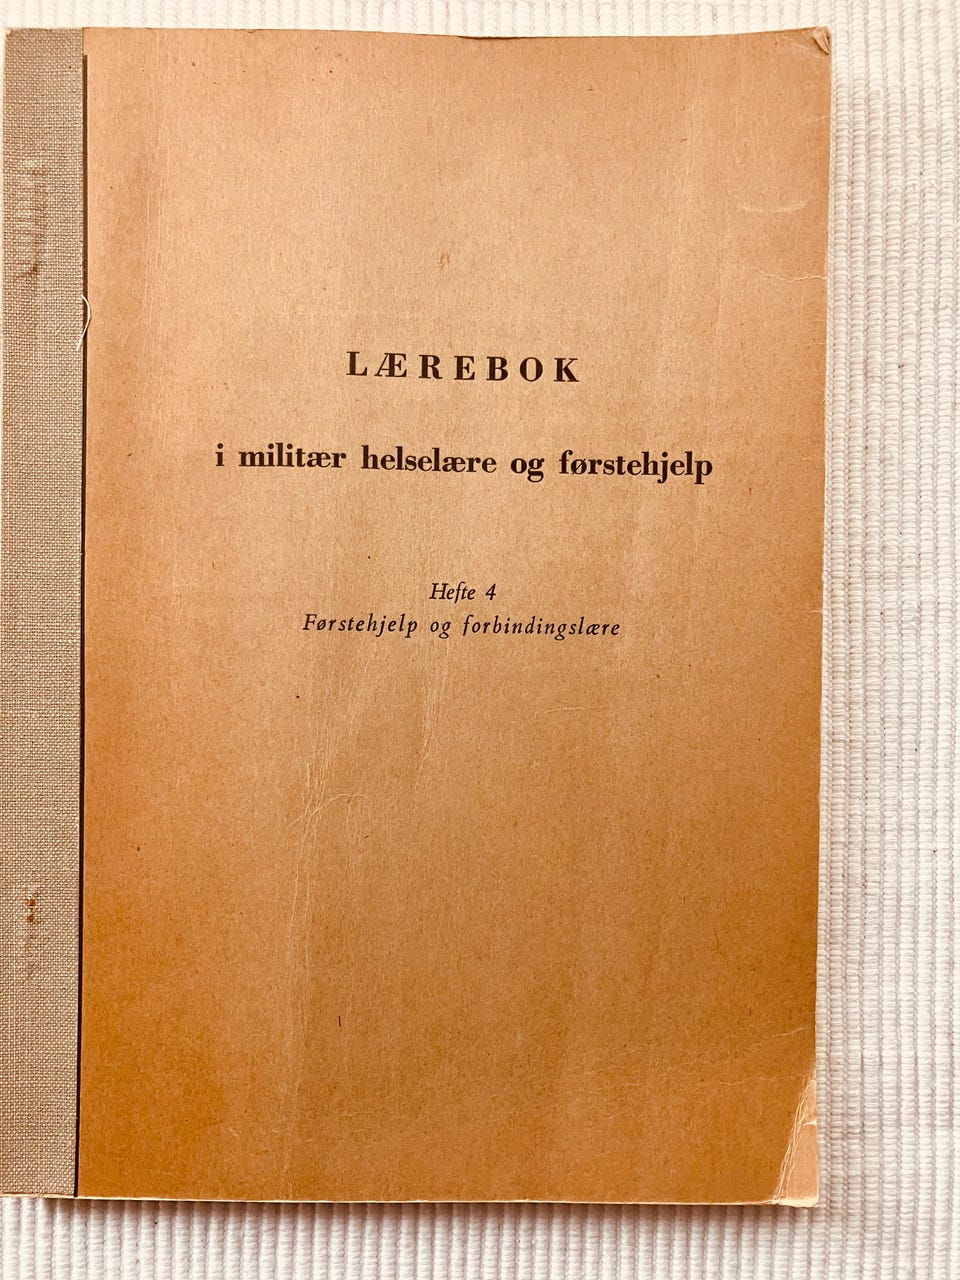 LÆREBOK
i militær helselære og førstehjelp
Hefte 4
Førstehjelp og forbindingslære